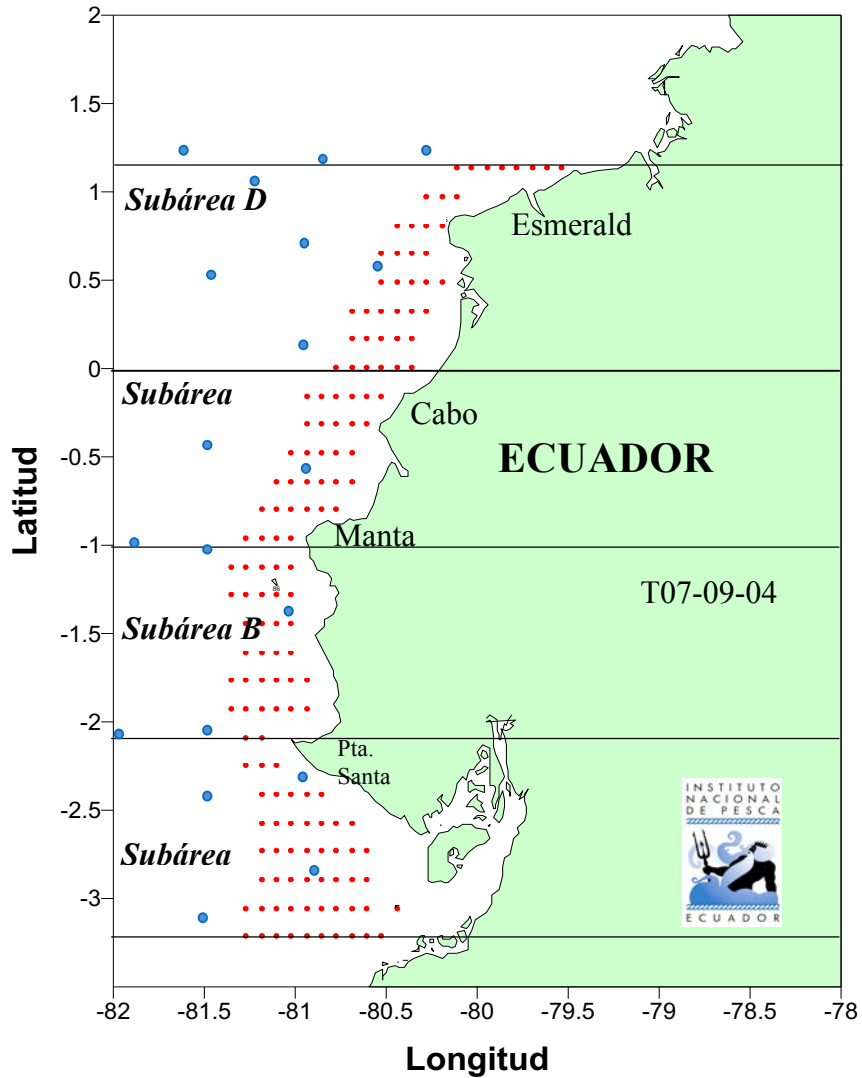 2
1.5
1
0.5
0
-0.5
-1
-1.5
-2
-2.5
-3
Latitud
Subárea D
Esmerald
Subárea
Cabo
ECUADOR
Manta
T07-09-04
Subárea B
Pta.
Santa
Subárea
INSTITUTO
NACIONAL
DE PESCA
ECUADOR
-82 -81.5 -81 -80.5 -80 -79.5 -79 -78.5 -78
Longitud